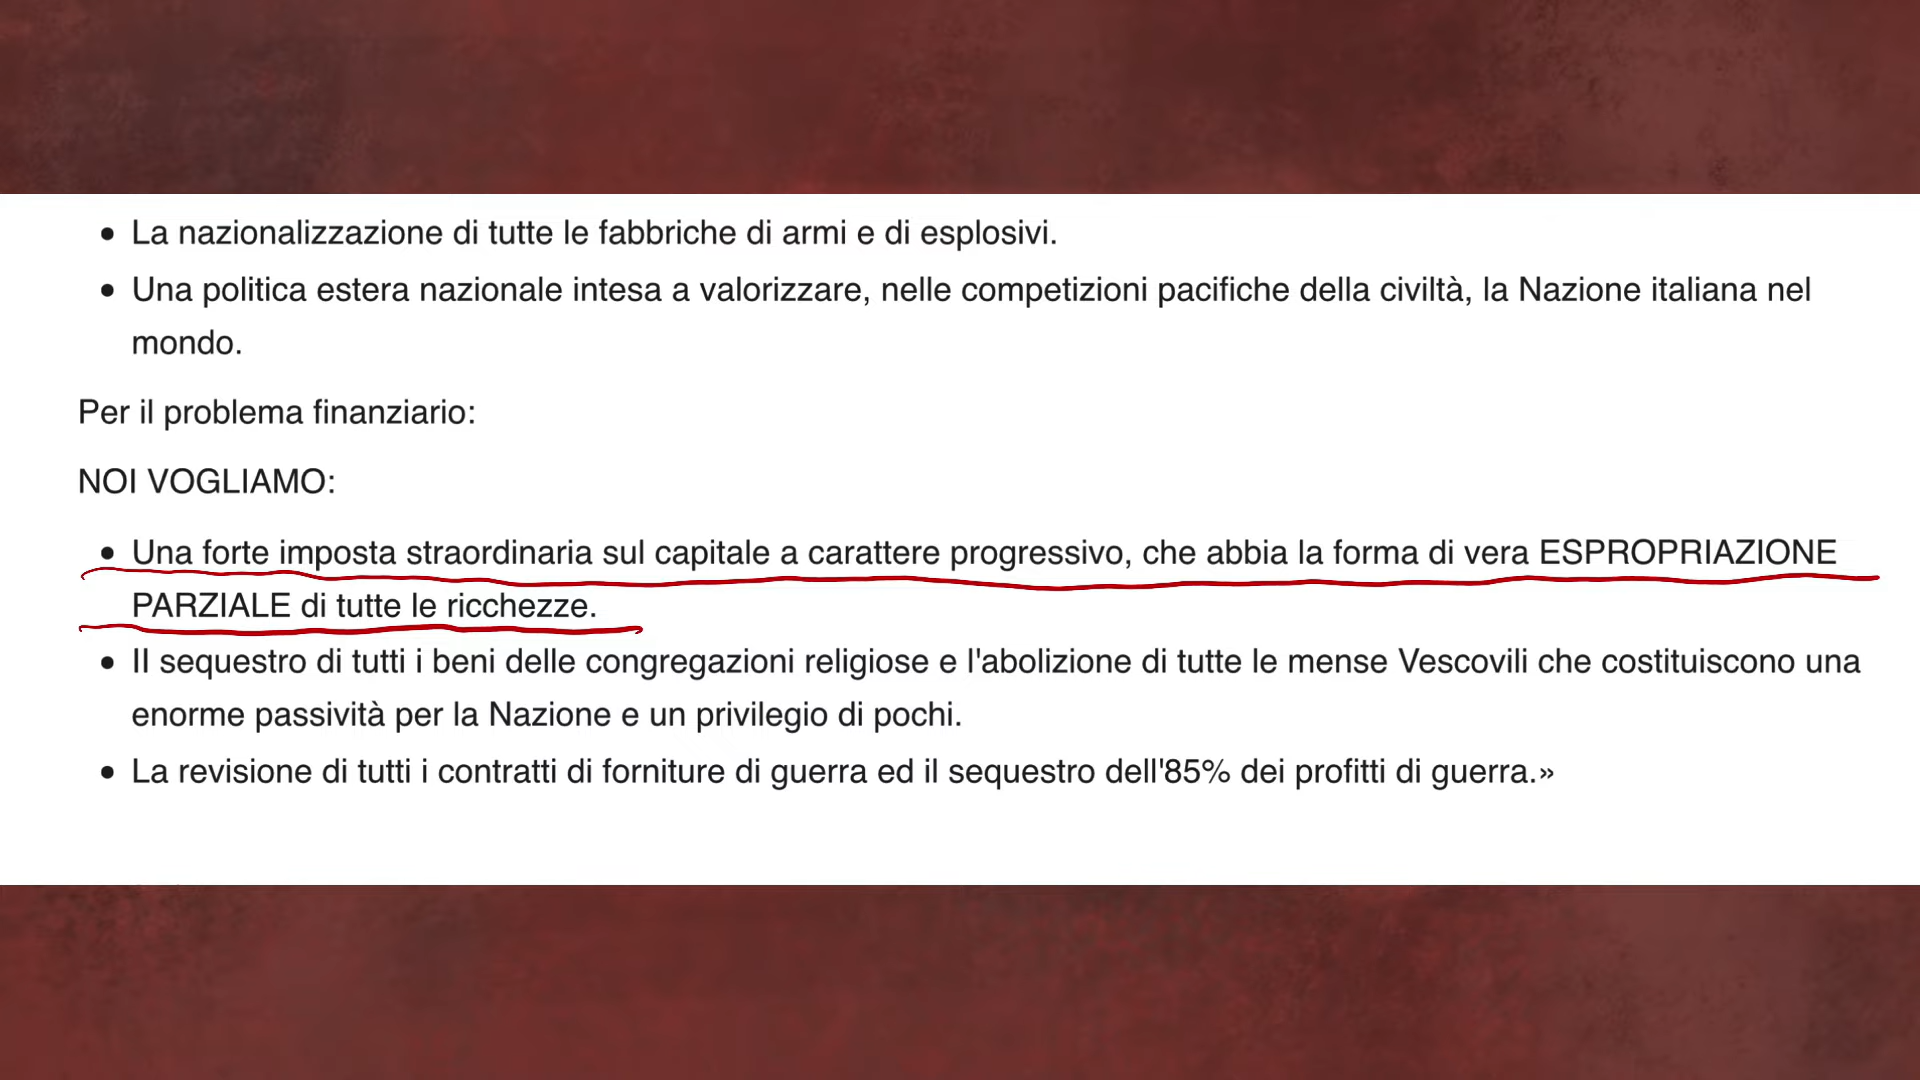 • La nazionalizzazione di tutte le fabbriche di armi e di esplosivi.
• Una politica estera nazionale intesa a valorizzare, nelle competizioni pacifiche della civiltà, la Nazione italiana nel
mondo.
Per il problema finanziario:
NOI VOGLIAMO:
• Una forte imposta straordinaria sul capitale a carattere progressivo, che abbia la forma di vera ESPROPRIAZIONE
PARZIALE di tutte le ricchezze.
• II sequestro di tutti i beni delle congregazioni religiose e l'abolizione di tutte le mense Vescovili che costituiscono una
enorme passività per la Nazione e un privilegio di pochi.
• La revisione di tutti i contratti di forniture di guerra ed il sequestro dell'85% dei profitti di guerra.»